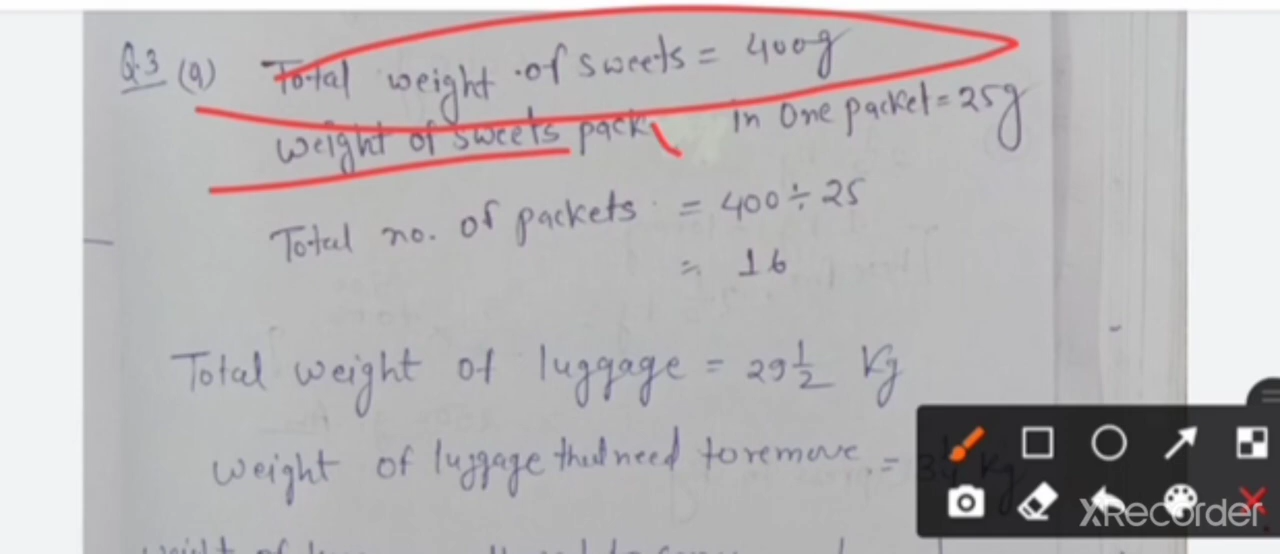 Q.3 (a) Total weight of sweets = 400g
weight of sweets pack in one packet = 25g
Total no. of packets = 400 ÷ 25
= 16
Total weight of luggage = 29 1/2 Kg
weight of luggage that need to remove = Kg
XRecorder